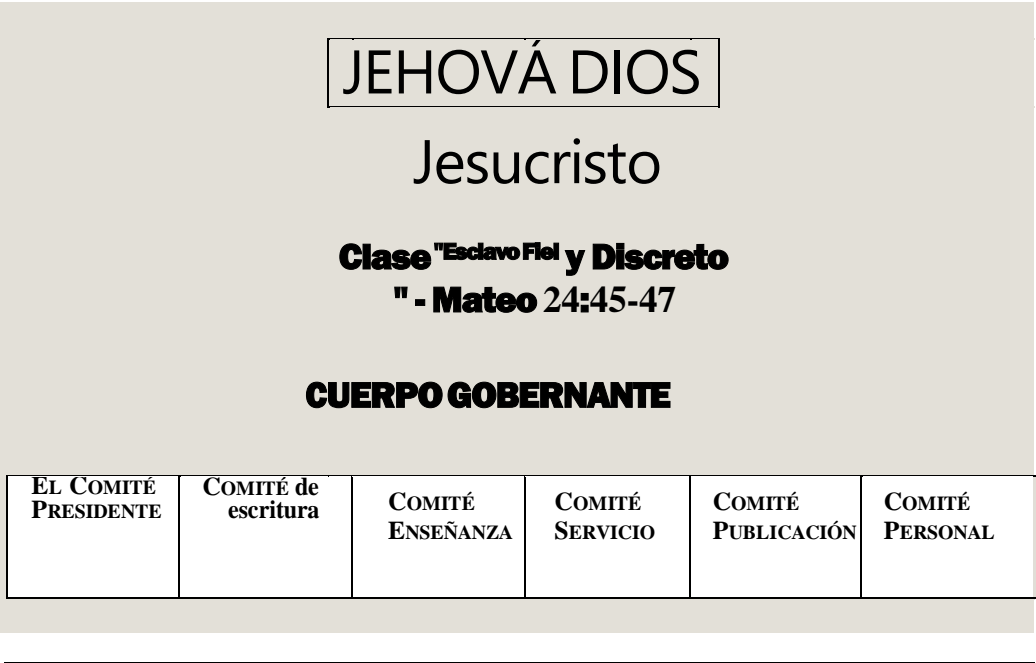 JEHOVÁ DIOS
Jesucristo
Clase "Esclavo Fiel y Discreto
" - Mateo 24:45-47
CUERPO GOBERNANTE
EL COMITÉ
PRESIDENTE
COMITÉ de
escritura
COMITÉ
ENSEÑANZA
COMITÉ
SERVICIO
COMITÉ
PUBLICACIÓN
COMITÉ
PERSONAL